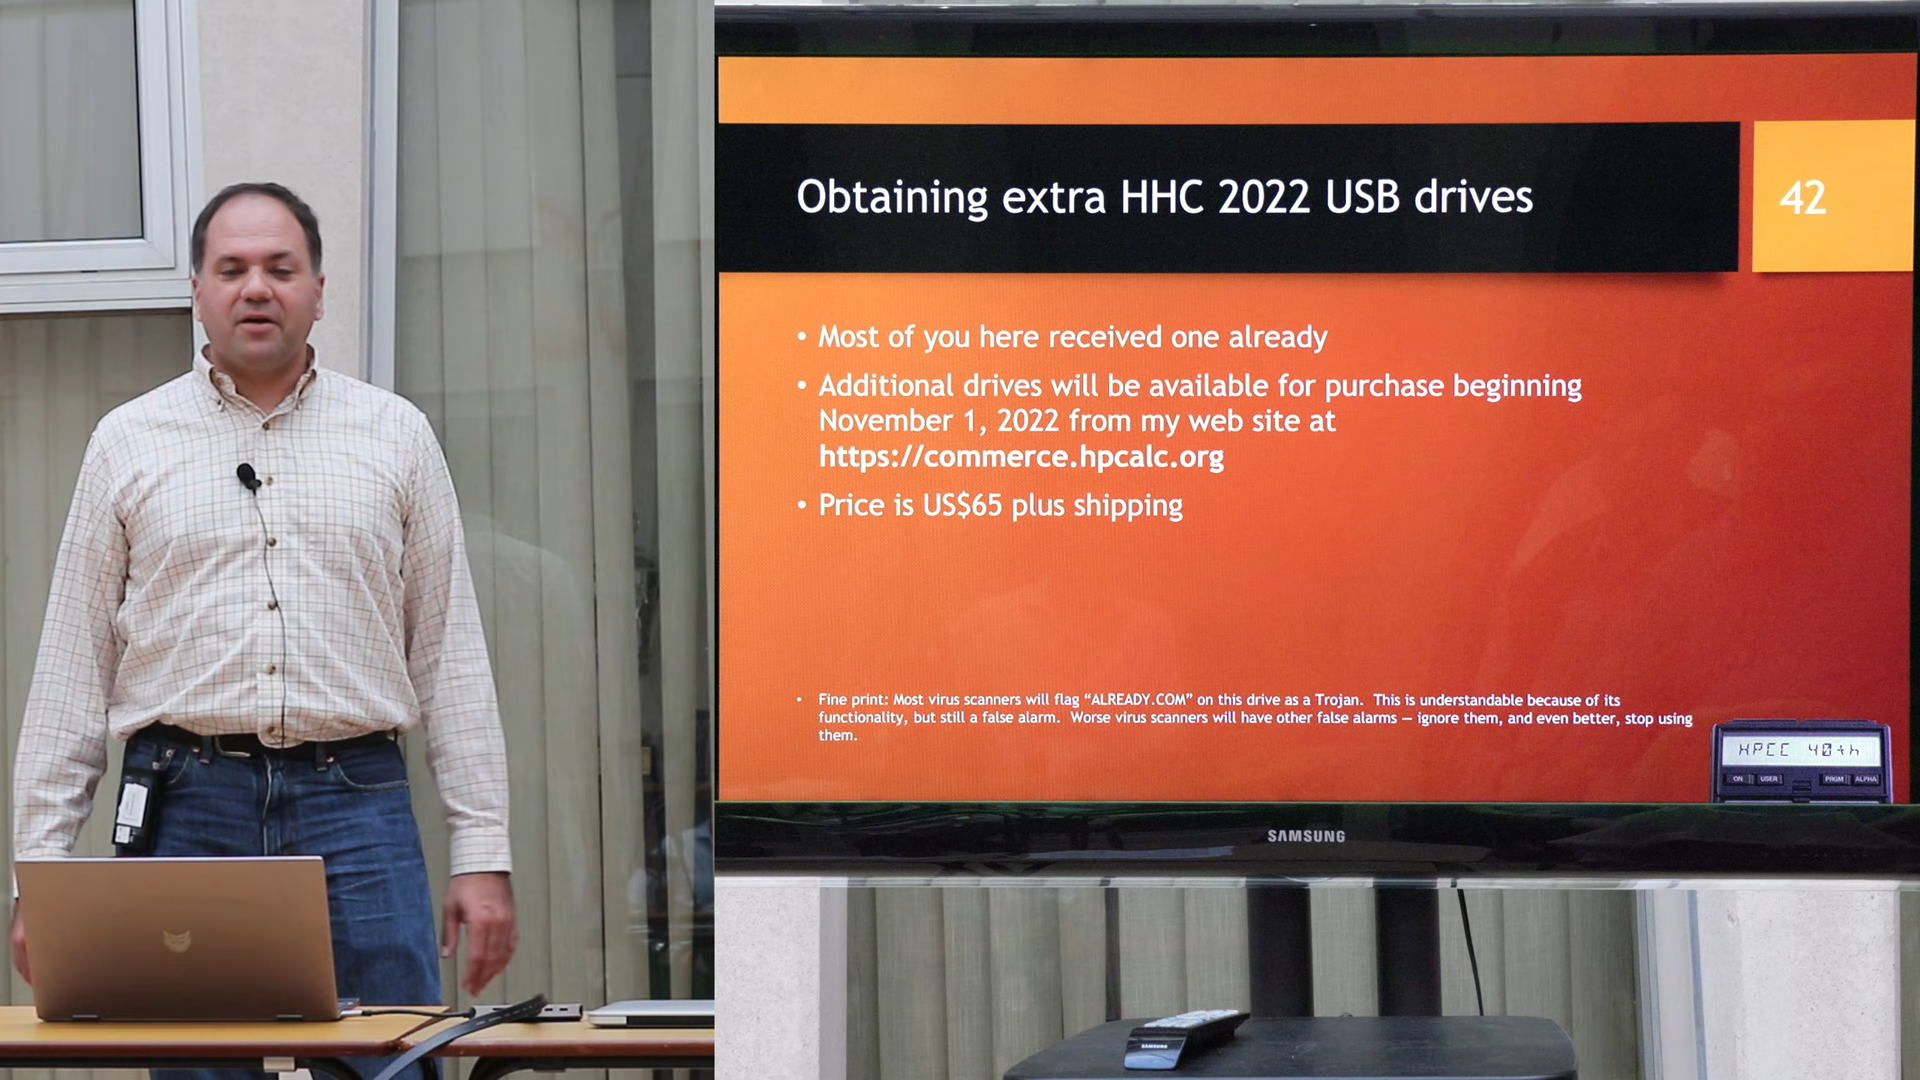 Obtaining extra HHC 2022 USB drives
42
• Most of you here received one already
• Additional drives will be available for purchase beginning
November 1, 2022 from my web site at
https://commerce.hpcalc.org
• Price is US$65 plus shipping
• Fine print: Most virus scanners will flag “ALREADY.COM” on this drive as a Trojan. This is understandable because of its
functionality, but still a false alarm. Worse virus scanners will have other false alarms — ignore them, and even better, stop using
them.
HPCC 40th
ON USER PRGM ALPHA
SAMSUNG
SAMSUNG